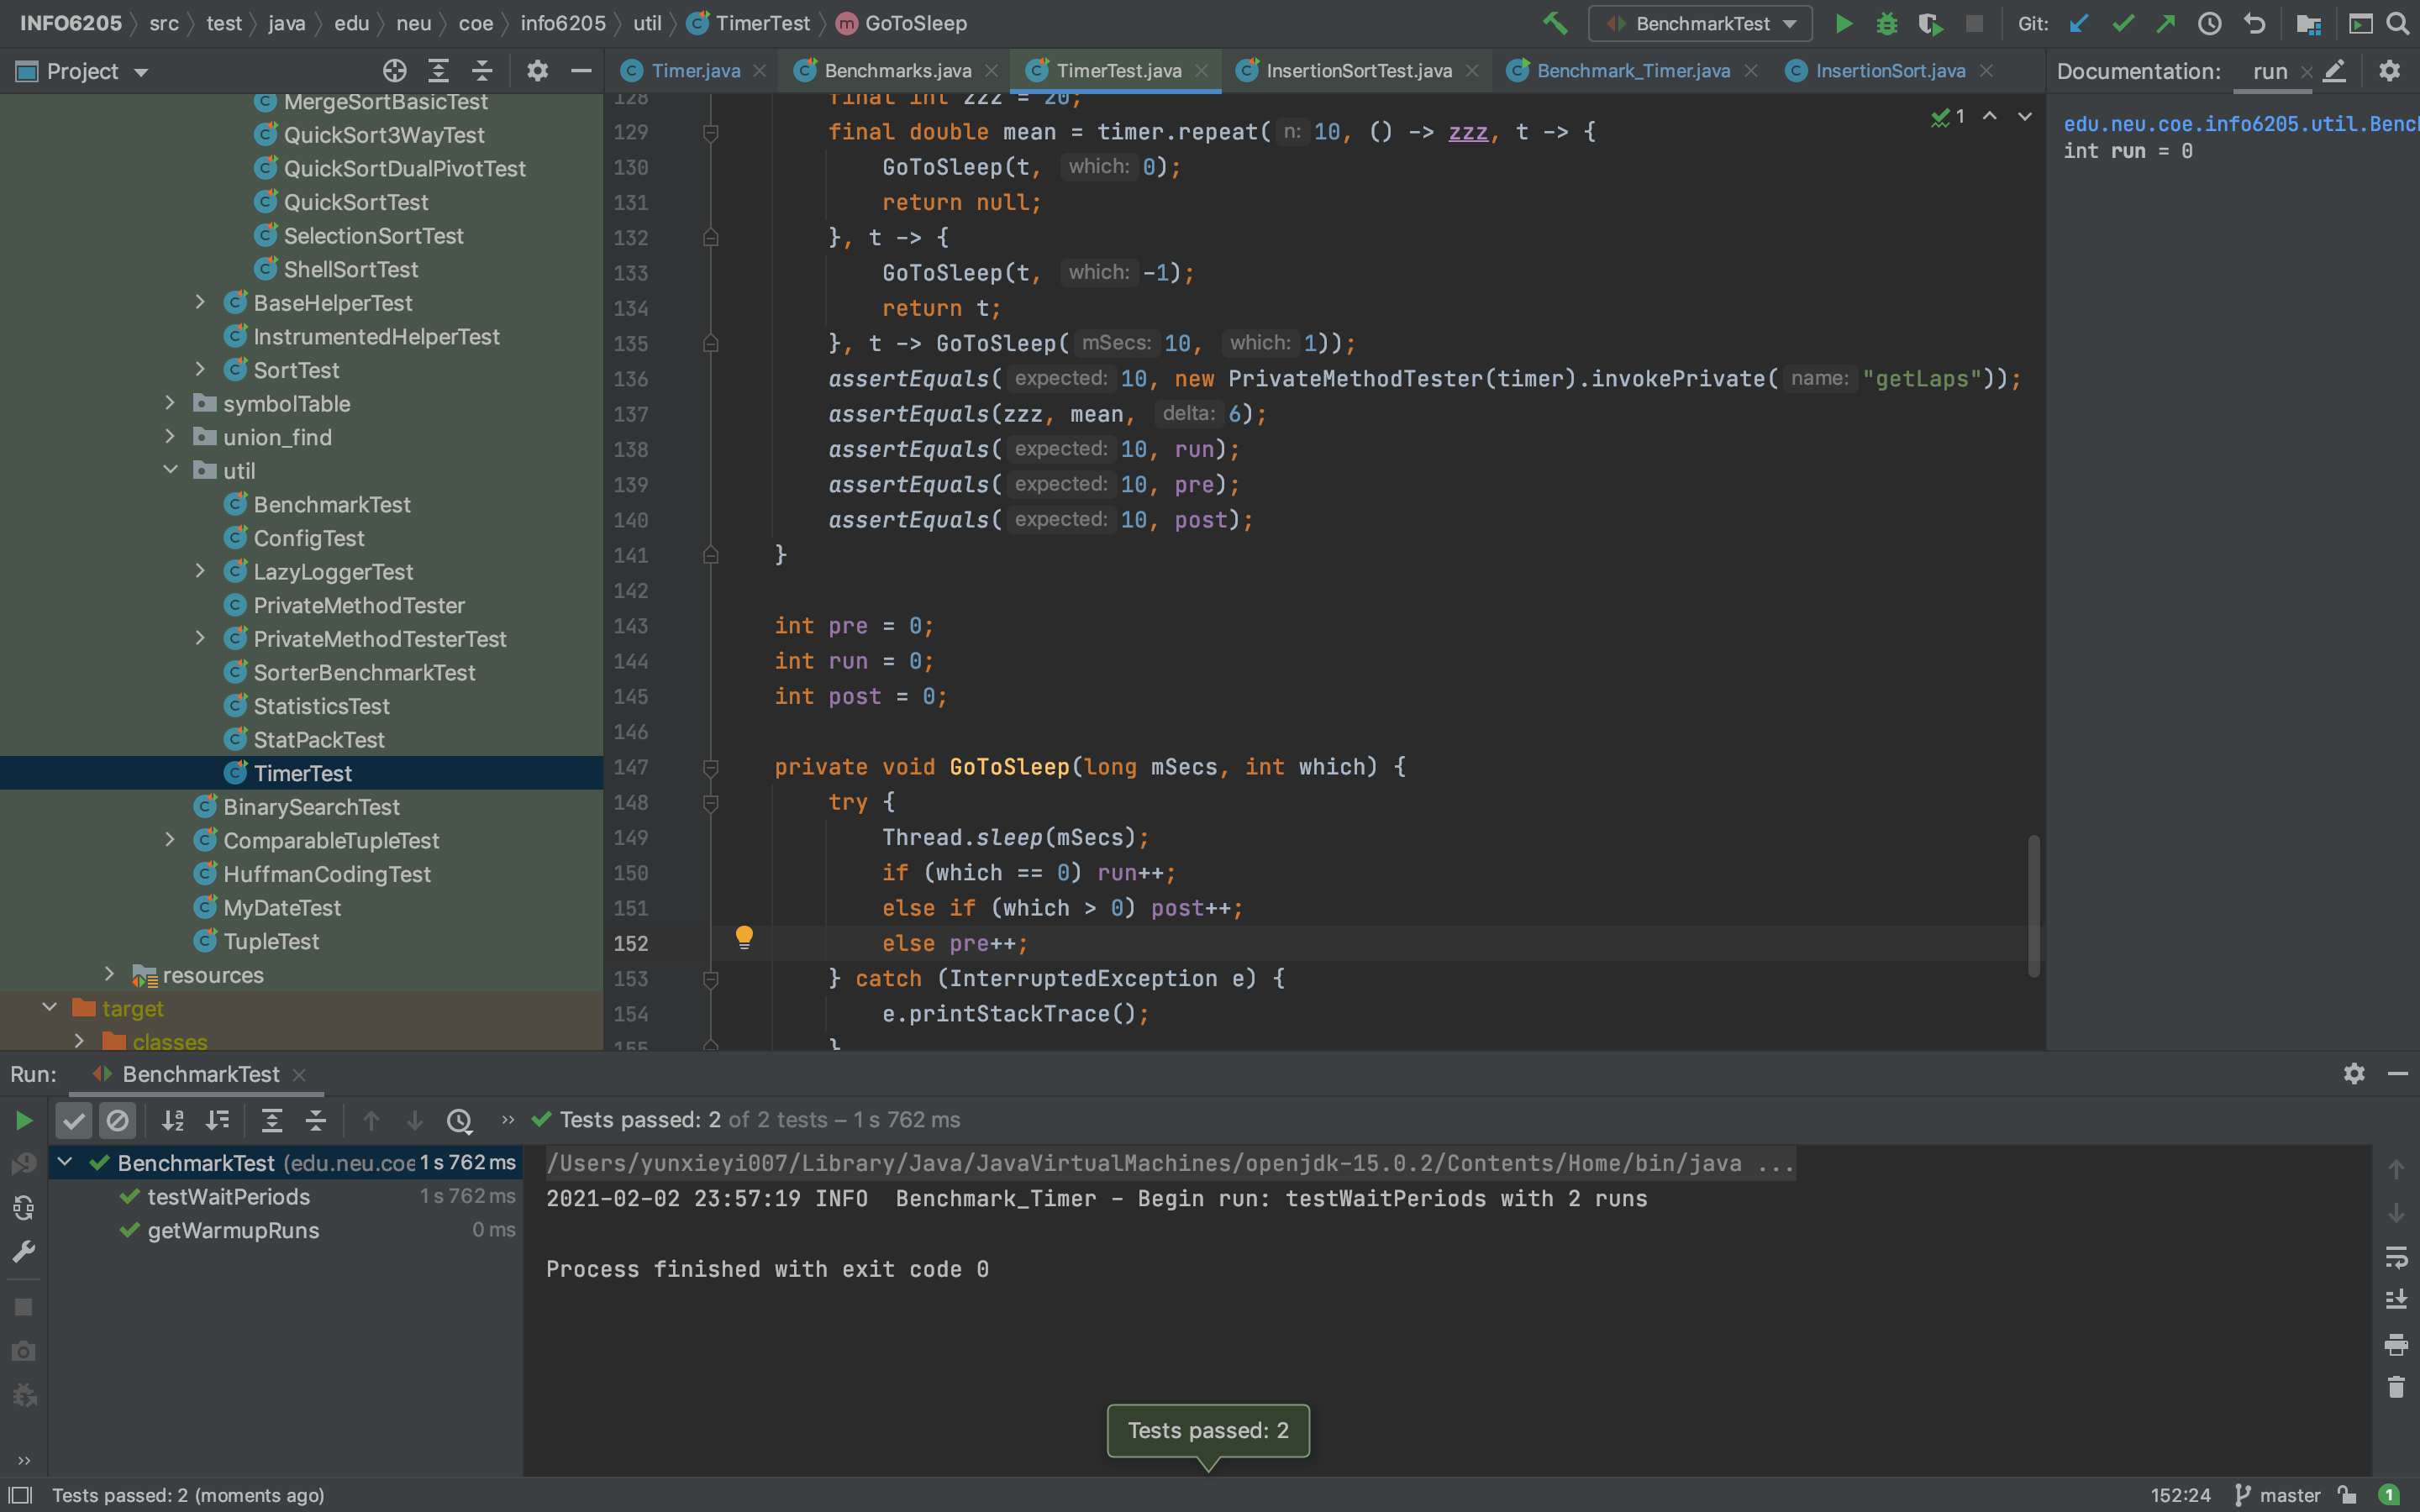 INFO6205 src test java edu neu coe info6205 util TimerTest GoToSleep
BenchmarkTest
Git:
Project
Timer.java
Benchmarks.java
TimerTest.java
InsertionSortTest.java
Benchmark_Timer.java
InsertionSort.java
Documentation: run
MergeSortBasicTest
QuickSort3WayTest
QuickSortDualPivotTest
QuickSortTest
SelectionSortTest
ShellSortTest
BaseHelperTest
InstrumentedHelperTest
SortTest
symbolTable
union_find
util
BenchmarkTest
ConfigTest
LazyLoggerTest
PrivateMethodTester
PrivateMethodTesterTest
SorterBenchmarkTest
StatisticsTest
StatPackTest
TimerTest
BinarySearchTest
ComparableTupleTest
HuffmanCodingTest
MyDateTest
TupleTest
resources
target
classes
128 final int zzz = 20;
129 final double mean = timer.repeat( n: 10, () -> zzz, t -> {
130 GoToSleep(t, which: 0);
131 return null;
132 }, t -> {
133 GoToSleep(t, which: -1);
134 return t;
135 }, t -> GoToSleep( mSecs: 10, which: 1));
136 assertEquals( expected: 10, new PrivateMethodTester(timer).invokePrivate( name: "getLaps"));
137 assertEquals(zzz, mean, delta: 6);
138 assertEquals( expected: 10, run);
139 assertEquals( expected: 10, pre);
140 assertEquals( expected: 10, post);
141 }
142
143 int pre = 0;
144 int run = 0;
145 int post = 0;
146
147 private void GoToSleep(long mSecs, int which) {
148 try {
149 Thread.sleep(mSecs);
150 if (which == 0) run++;
151 else if (which > 0) post++;
152 else pre++;
153 } catch (InterruptedException e) {
154 e.printStackTrace();
155 }
1
edu.neu.coe.info6205.util.Benc
int run = 0
Run: BenchmarkTest
Tests passed: 2 of 2 tests – 1 s 762 ms
BenchmarkTest (edu.neu.coe 1 s 762 ms
testWaitPeriods 1 s 762 ms
getWarmupRuns 0 ms
/Users/yunxieyi007/Library/Java/JavaVirtualMachines/openjdk-15.0.2/Contents/Home/bin/java ...
2021-02-02 23:57:19 INFO  Benchmark_Timer - Begin run: testWaitPeriods with 2 runs
Process finished with exit code 0
Tests passed: 2
Tests passed: 2 (moments ago)
152:24 master 1